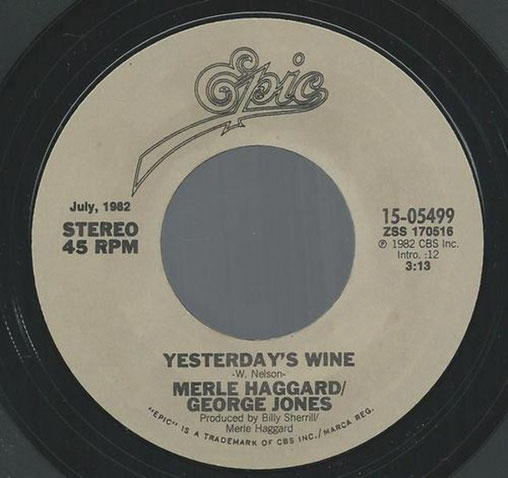 Epic
July, 1982
STEREO
45 RPM
15-05499
ZSS 170516
℗ 1982 CBS Inc.
Intro. :12
3:13
YESTERDAY'S WINE
-W. Nelson-
MERLE HAGGARD/
GEORGE JONES
Produced by Billy Sherrill/
Merle Haggard
"EPIC" IS A TRADEMARK OF CBS INC./MARCA REG.